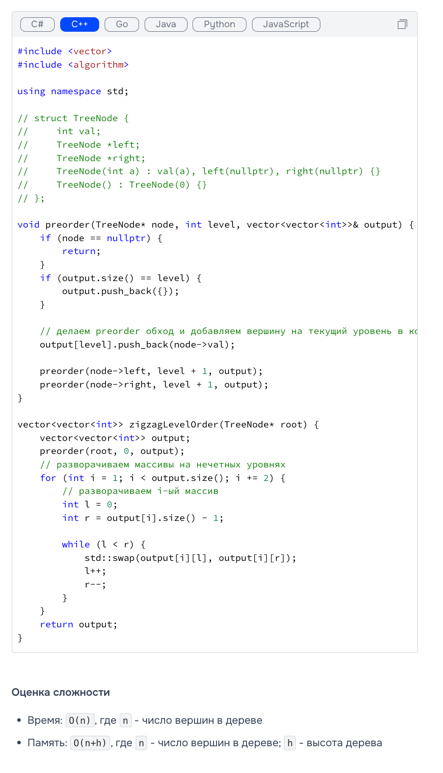 C# C++ Go Java Python JavaScript
#include <vector>
#include <algorithm>
using namespace std;
// struct TreeNode {
//     int val;
//     TreeNode *left;
//     TreeNode *right;
//     TreeNode(int a) : val(a), left(nullptr), right(nullptr) {}
//     TreeNode() : TreeNode(0) {}
// };
void preorder(TreeNode* node, int level, vector<vector<int>>& output) {
    if (node == nullptr) {
        return;
    }
    if (output.size() == level) {
        output.push_back({});
    }
    // делаем preorder обход и добавляем вершину на текущий уровень в
    output[level].push_back(node->val);
    preorder(node->left, level + 1, output);
    preorder(node->right, level + 1, output);
}
vector<vector<int>> zigzagLevelOrder(TreeNode* root) {
    vector<vector<int>> output;
    preorder(root, 0, output);
    // разворачиваем массивы на нечетных уровнях
    for (int i = 1; i < output.size(); i += 2) {
        // разворачиваем i-ый массив
        int l = 0;
        int r = output[i].size() - 1;
        while (l < r) {
            std::swap(output[i][l], output[i][r]);
            l++;
            r--;
        }
    }
    return output;
}
Оценка сложности
• Время: O(n), где n - число вершин в дереве
• Память: O(n+h), где n - число вершин в дереве; h - высота дерева